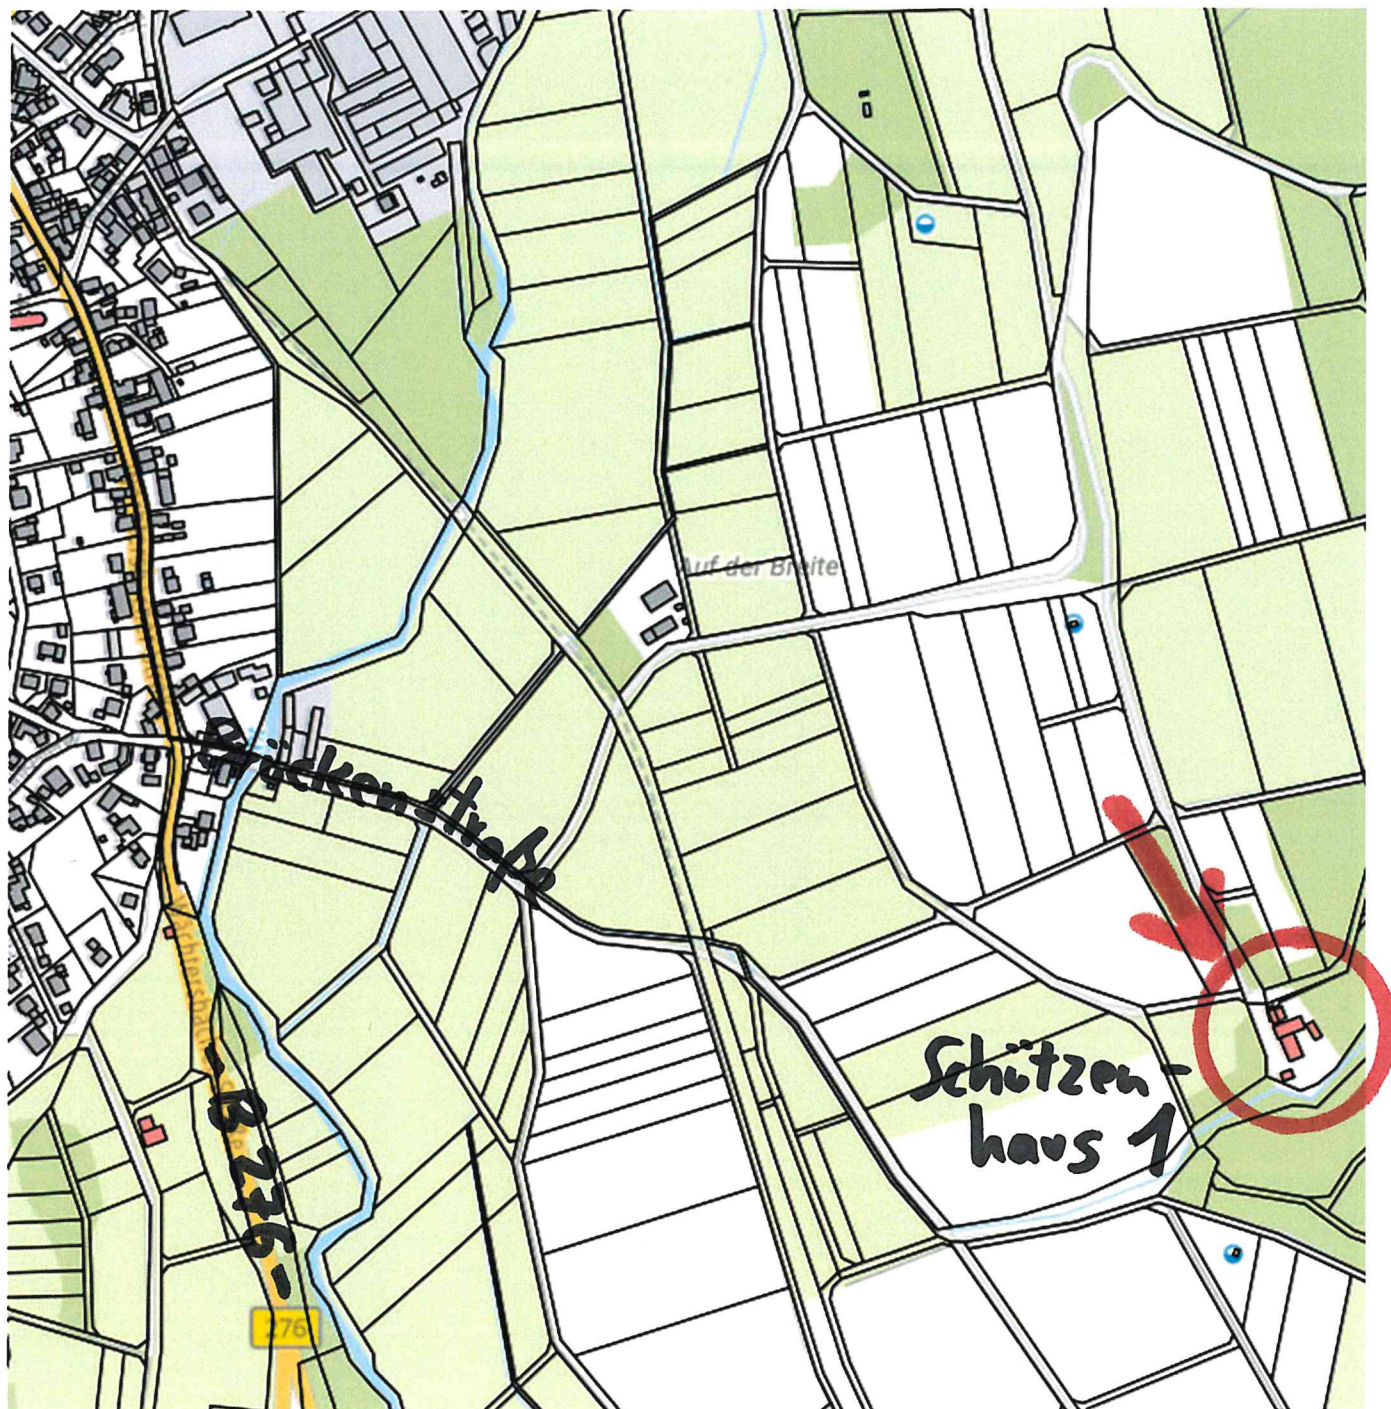 Auf der Breite
Brückenstraße
Schützen-
haus 1
- B 276 -
276